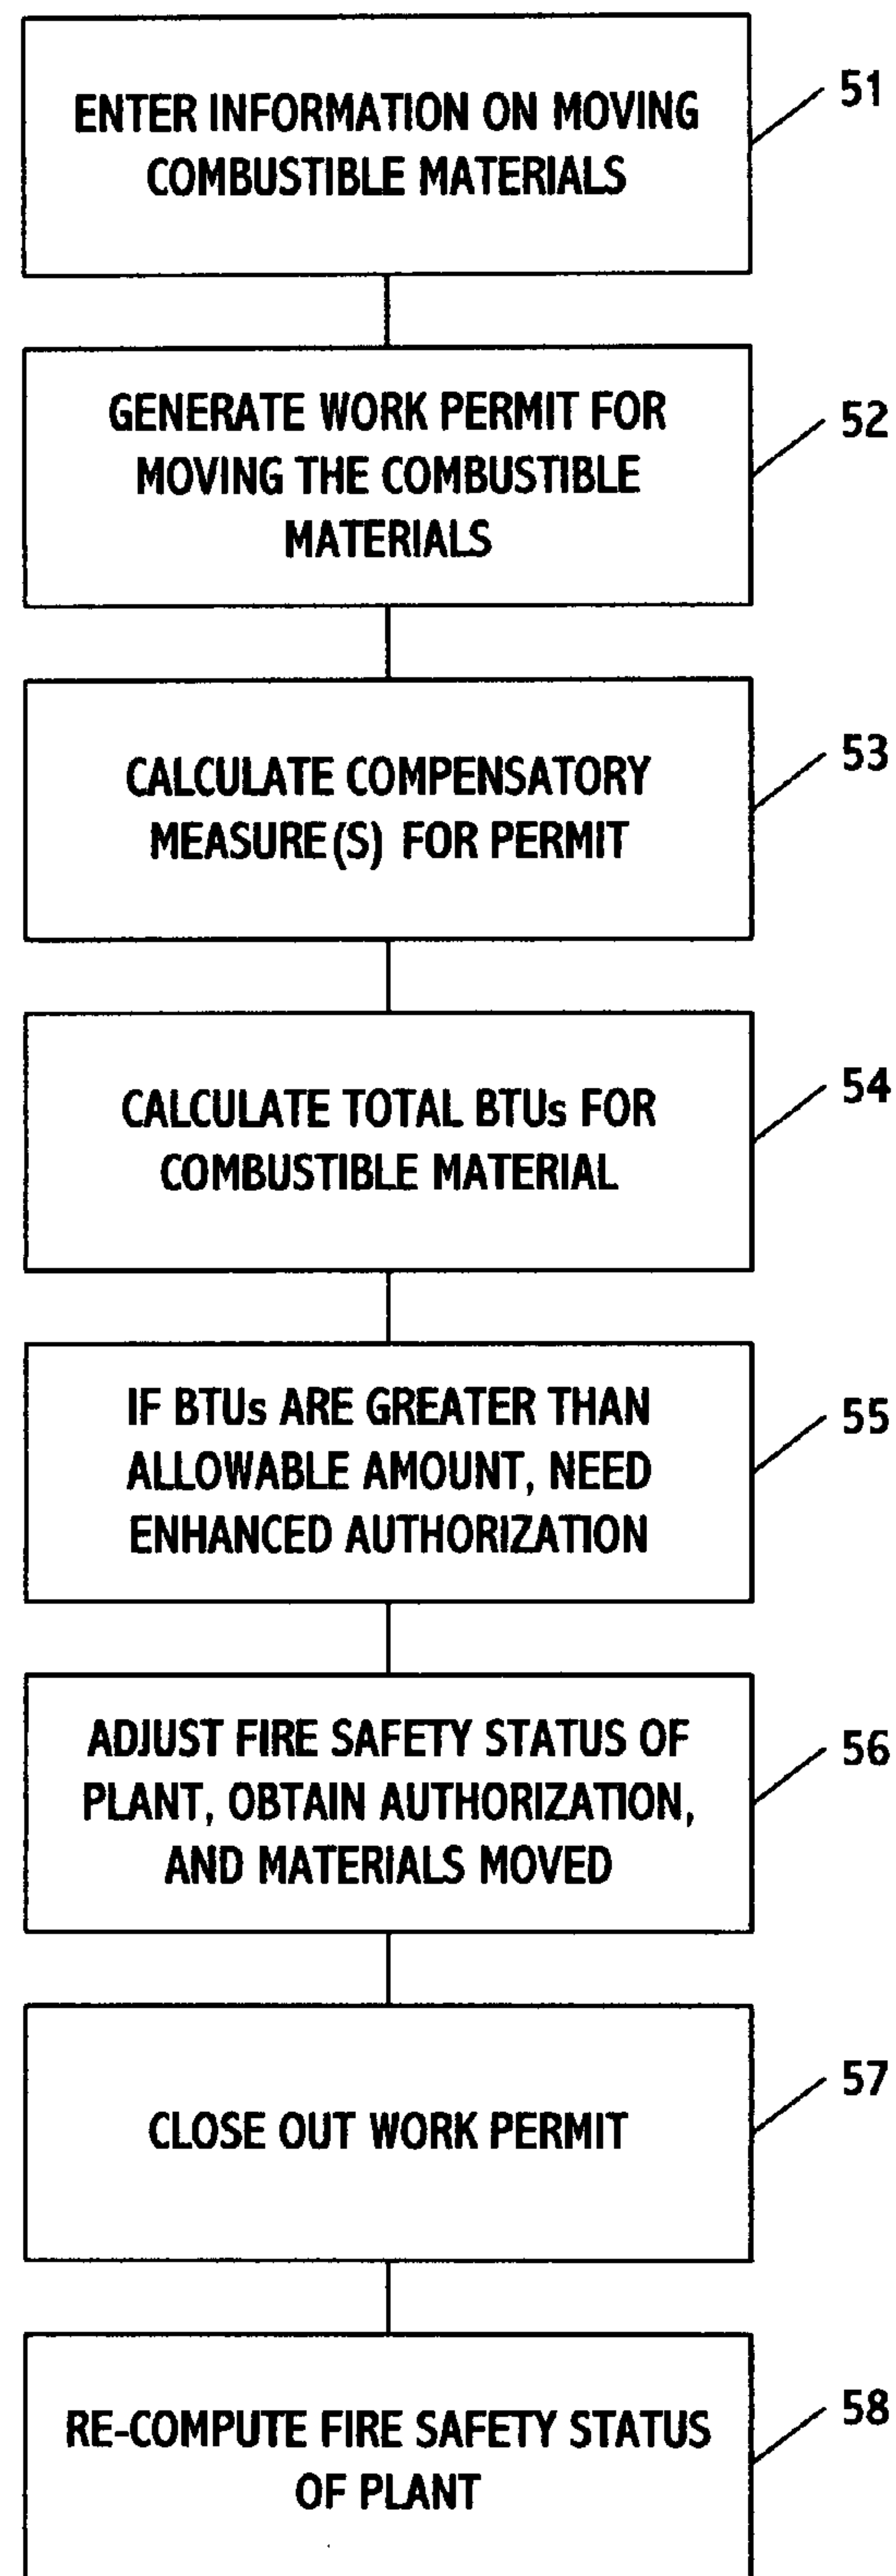 ENTER INFORMATION ON MOVING
COMBUSTIBLE MATERIALS
51
GENERATE WORK PERMIT FOR
MOVING THE COMBUSTIBLE
MATERIALS
52
CALCULATE COMPENSATORY
MEASURE(S) FOR PERMIT
53
CALCULATE TOTAL BTUs FOR
COMBUSTIBLE MATERIAL
54
IF BTUs ARE GREATER THAN
ALLOWABLE AMOUNT, NEED
ENHANCED AUTHORIZATION
55
ADJUST FIRE SAFETY STATUS OF
PLANT, OBTAIN AUTHORIZATION,
AND MATERIALS MOVED
56
CLOSE OUT WORK PERMIT
57
RE-COMPUTE FIRE SAFETY STATUS
OF PLANT
58